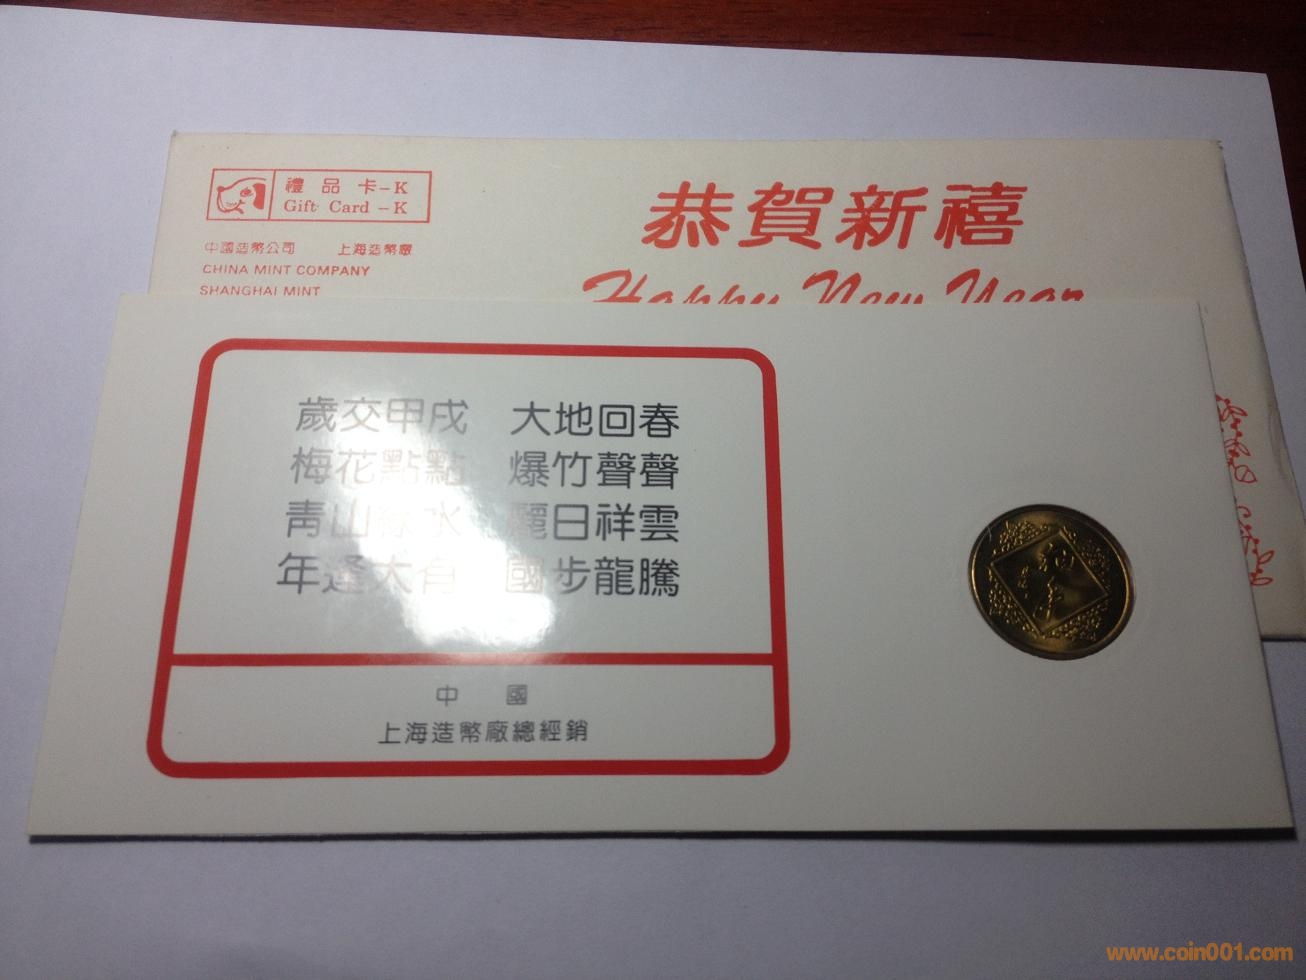 禮品卡-K
Gift Card -K
中國造幣公司 上海造幣廠
CHINA MINT COMPANY
SHANGHAI MINT
恭賀新禧
Happy New Year
歲交甲戌 大地回春
梅花點點 爆竹聲聲
青山綠水 麗日祥雲
年逢大有 國步龍騰
中國
上海造幣廠總經銷
www.coin001.com